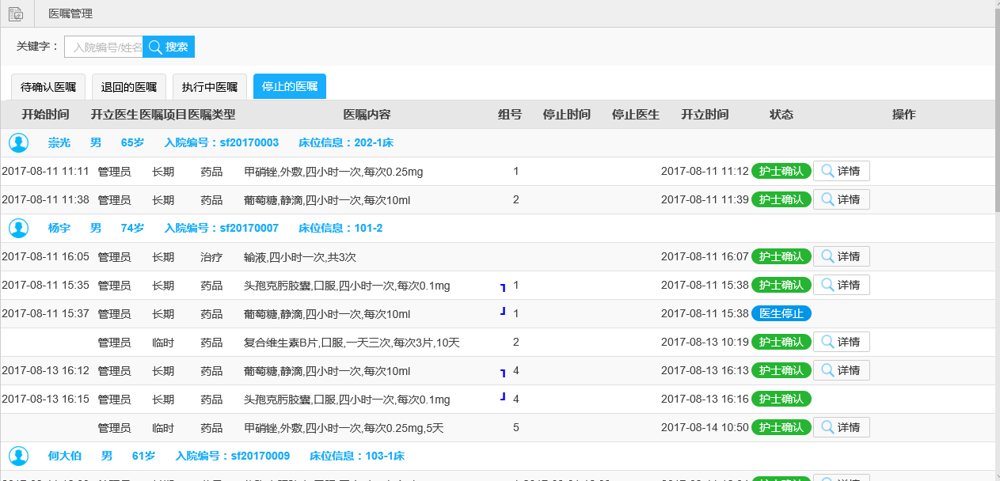 医嘱管理
关键字： 入院编号/姓名 搜索
待确认医嘱 退回的医嘱 执行中医嘱 停止的医嘱
开始时间 开立医生 医嘱项目 医嘱类型 医嘱内容 组号 停止时间 停止医生 开立时间 状态 操作
崇光 男 65岁 入院编号：sf20170003 床位信息：202-1床
2017-08-11 11:11 管理员 长期 药品 甲硝锉,外敷,四小时一次,每次0.25mg 1 2017-08-11 11:12 护士确认 详情
2017-08-11 11:38 管理员 长期 药品 葡萄糖,静滴,四小时一次,每次10ml 2 2017-08-11 11:39 护士确认 详情
杨宇 男 74岁 入院编号：sf20170007 床位信息：101-2
2017-08-11 16:05 管理员 长期 治疗 输液,四小时一次,共3次 2017-08-11 16:07 护士确认 详情
2017-08-11 15:35 管理员 长期 药品 头孢克肟胶囊,口服,四小时一次,每次0.1mg ┓ 1 2017-08-11 15:38 护士确认 详情
2017-08-11 15:37 管理员 长期 药品 葡萄糖,静滴,四小时一次,每次10ml ┛ 1 2017-08-11 15:38 医生停止
管理员 临时 药品 复合维生素B片,口服,一天三次,每次3片,10天 2 2017-08-13 10:19 护士确认 详情
2017-08-13 16:12 管理员 长期 药品 葡萄糖,静滴,四小时一次,每次10ml ┓ 4 2017-08-13 16:13 护士确认 详情
2017-08-13 16:15 管理员 长期 药品 头孢克肟胶囊,口服,四小时一次,每次0.1mg ┛ 4 2017-08-13 16:16 护士确认
管理员 临时 药品 甲硝锉,外敷,四小时一次,每次0.25mg,5天 5 2017-08-14 10:50 护士确认 详情
何大伯 男 61岁 入院编号：sf20170009 床位信息：103-1床